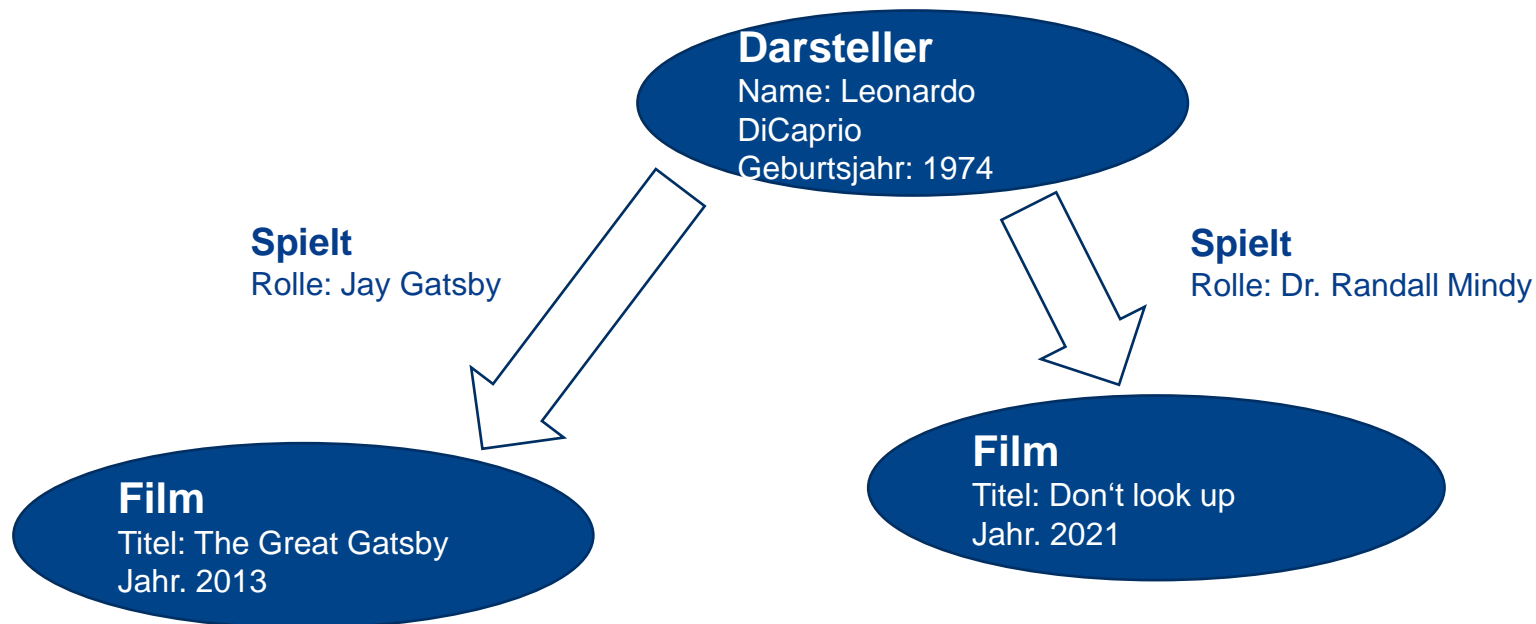 Darsteller
Name: Leonardo
DiCaprio
Geburtsjahr: 1974
Spielt
Rolle: Jay Gatsby
Spielt
Rolle: Dr. Randall Mindy
Film
Titel: The Great Gatsby
Jahr. 2013
Film
Titel: Don‘t look up
Jahr. 2021